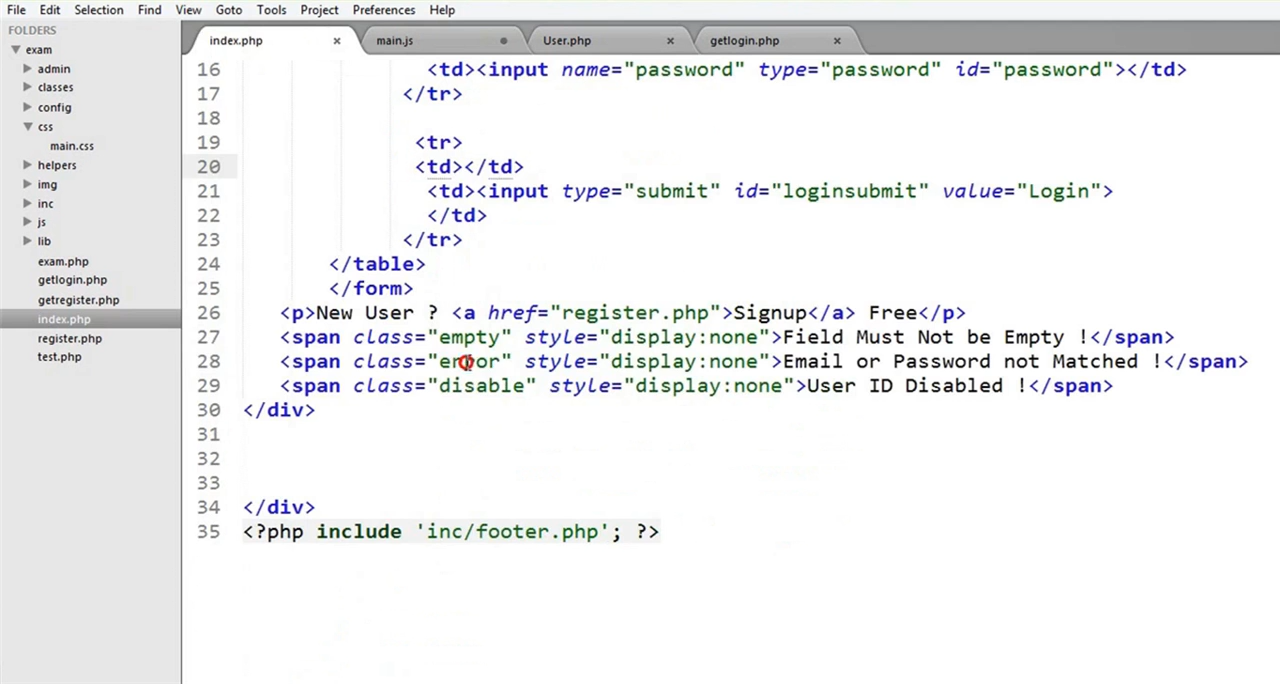 File Edit Selection Find View Goto Tools Project Preferences Help
FOLDERS
exam
admin
classes
config
css
main.css
helpers
img
inc
js
lib
exam.php
getlogin.php
getregister.php
index.php
register.php
test.php
index.php × main.js User.php × getlogin.php ×
16 <td><input name="password" type="password" id="password"></td>
17 </tr>
18
19 <tr>
20 <td></td>
21 <td><input type="submit" id="loginsubmit" value="Login">
22 </td>
23 </tr>
24 </table>
25 </form>
26 <p>New User ? <a href="register.php">Signup</a> Free</p>
27 <span class="empty" style="display:none">Field Must Not be Empty !</span>
28 <span class="error" style="display:none">Email or Password not Matched !</span>
29 <span class="disable" style="display:none">User ID Disabled !</span>
30 </div>
31
32
33
34 </div>
35 <?php include 'inc/footer.php'; ?>